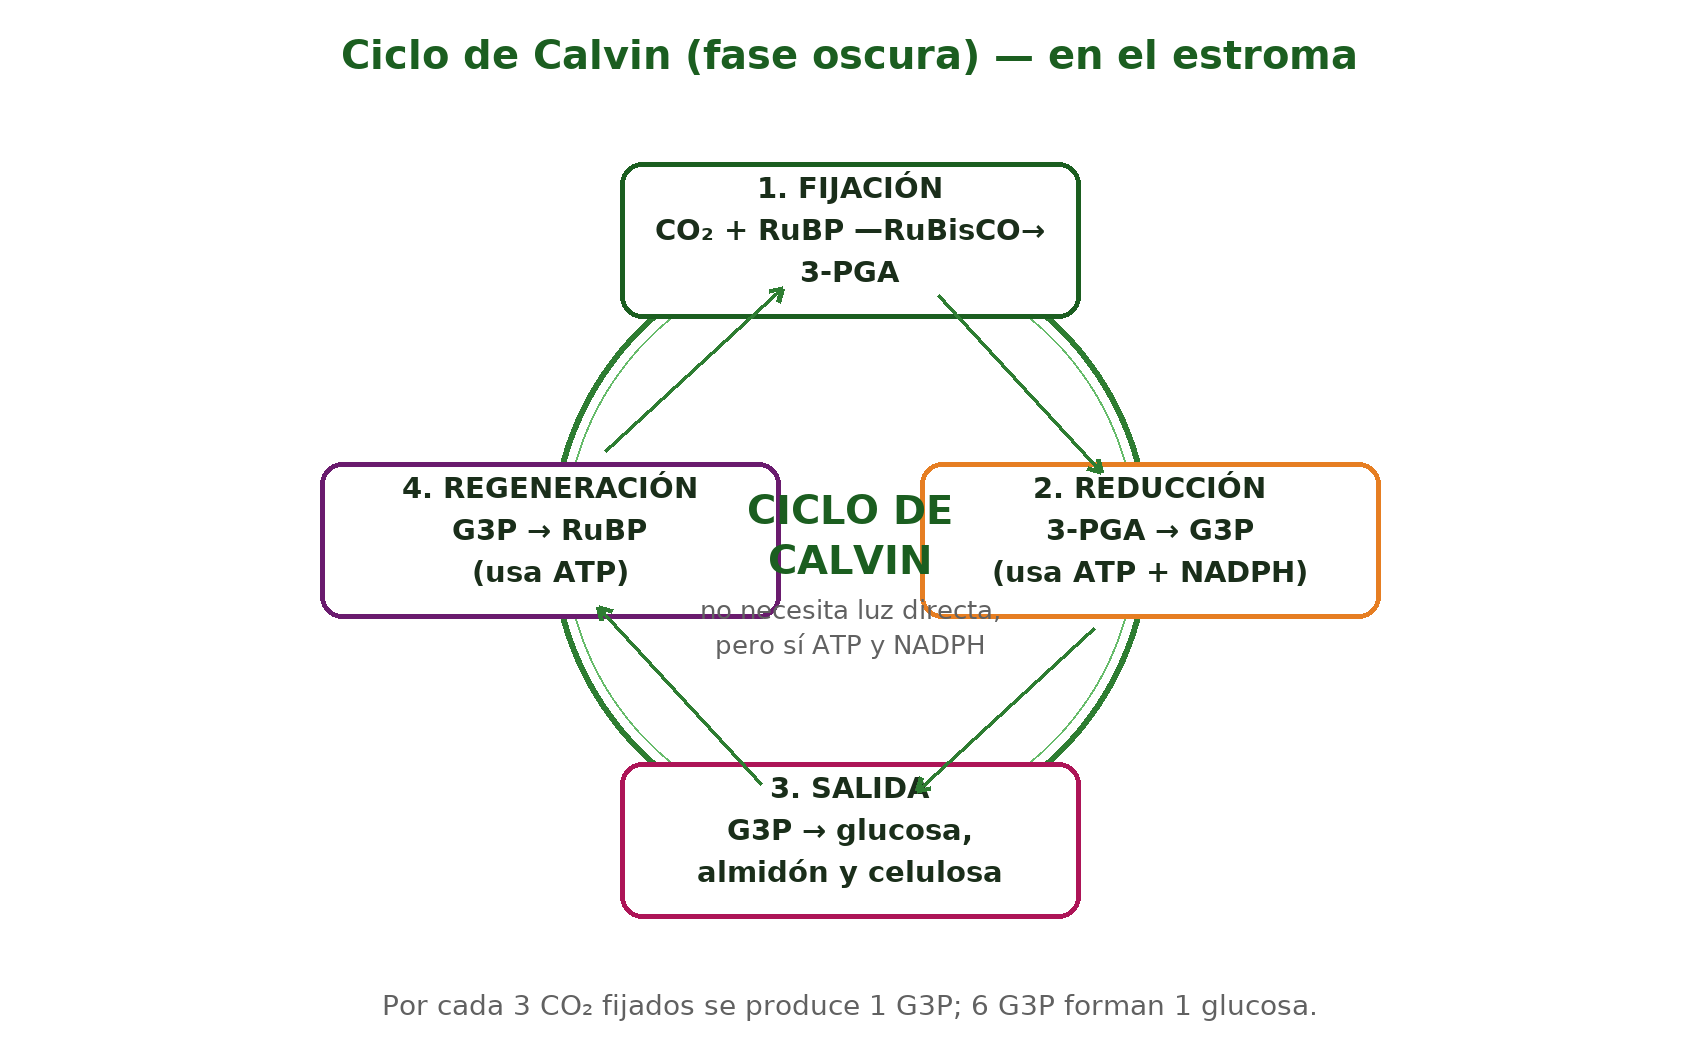 Ciclo de Calvin (fase oscura) — en el estroma
1. FIJACIÓN
CO₂ + RuBP —RuBisCO→
3-PGA
4. REGENERACIÓN
G3P → RuBP
(usa ATP)
CICLO DE
CALVIN
no necesita luz directa,
pero sí ATP y NADPH
2. REDUCCIÓN
3-PGA → G3P
(usa ATP + NADPH)
3. SALIDA
G3P → glucosa,
almidón y celulosa
Por cada 3 CO₂ fijados se produce 1 G3P; 6 G3P forman 1 glucosa.